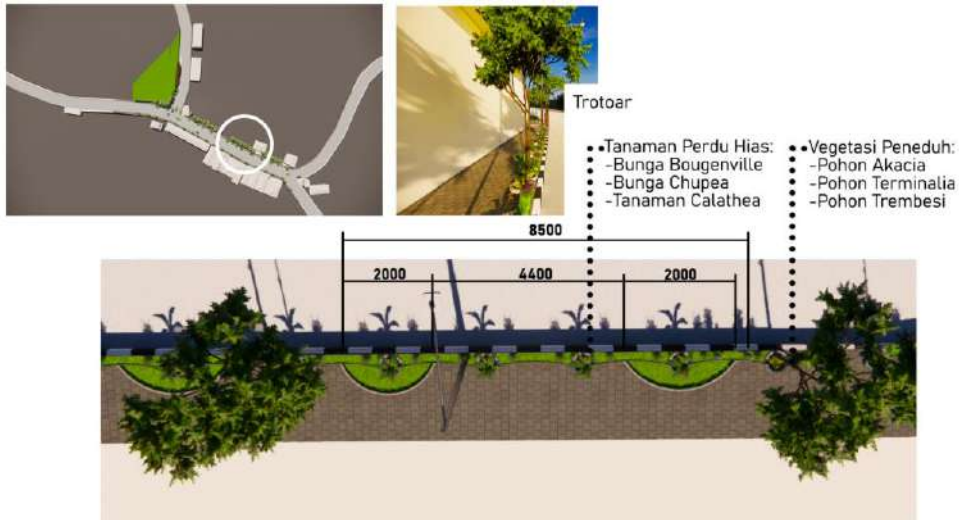 Trotoar
Tanaman Perdu Hias:
-Bunga Bougenville
-Bunga Chupea
-Tanaman Calathea
Vegetasi Peneduh:
-Pohon Akacia
-Pohon Terminalia
-Pohon Trembesi
8500
2000
4400
2000